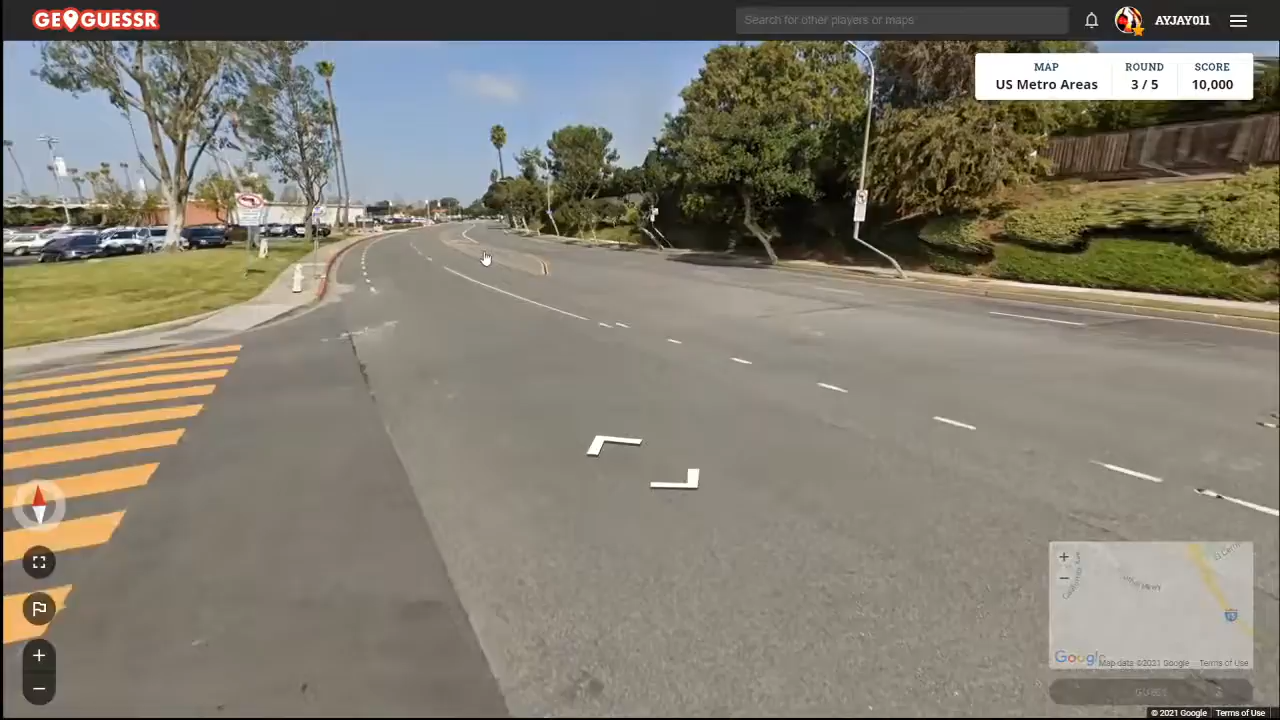 GEOGUESSR
Search for other players or maps
AYJAY011
MAP
US Metro Areas
ROUND
3 / 5
SCORE
10,000
Google
Map data ©2021 Google
Terms of Use
GUESS
© 2021 Google
Terms of Use